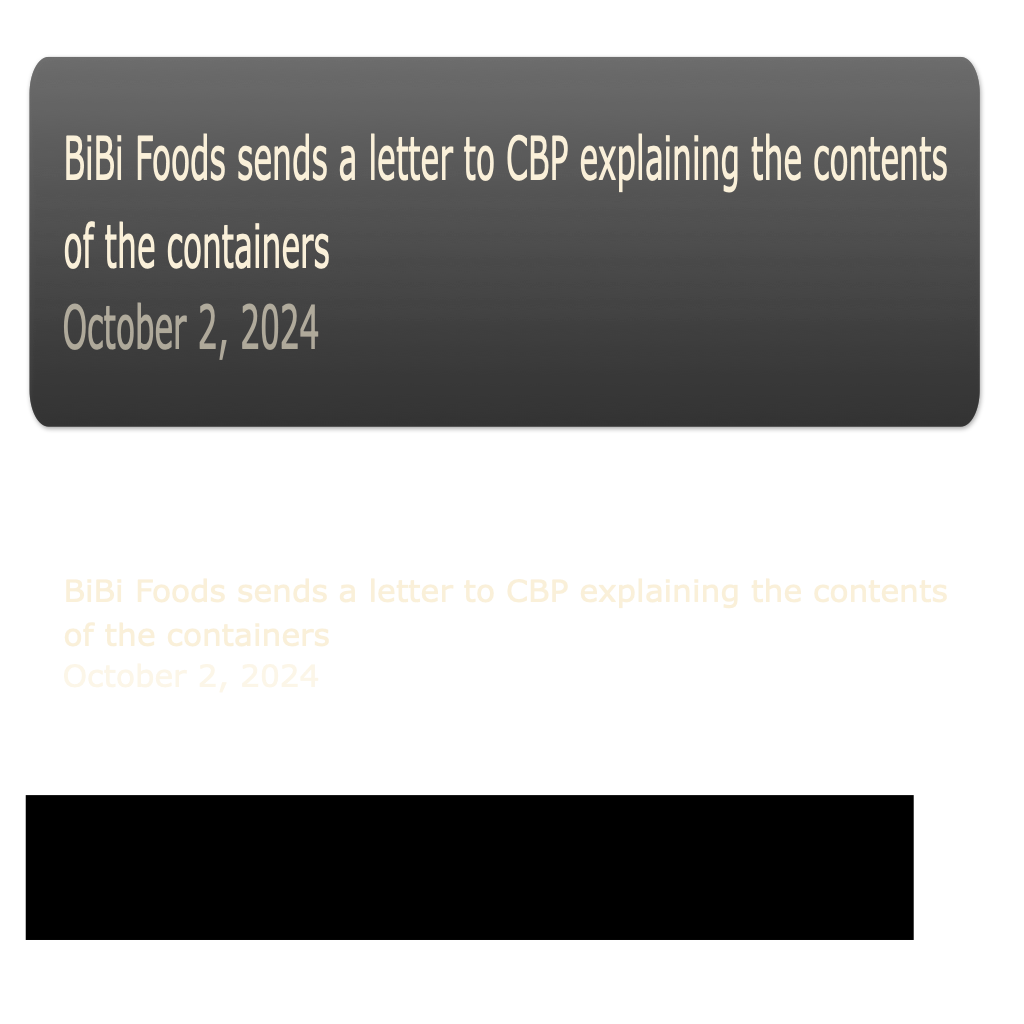 BiBi Foods sends a letter to CBP explaining the contents
of the containers
October 2, 2024
BiBi Foods sends a letter to CBP explaining the contents
of the containers
October 2, 2024